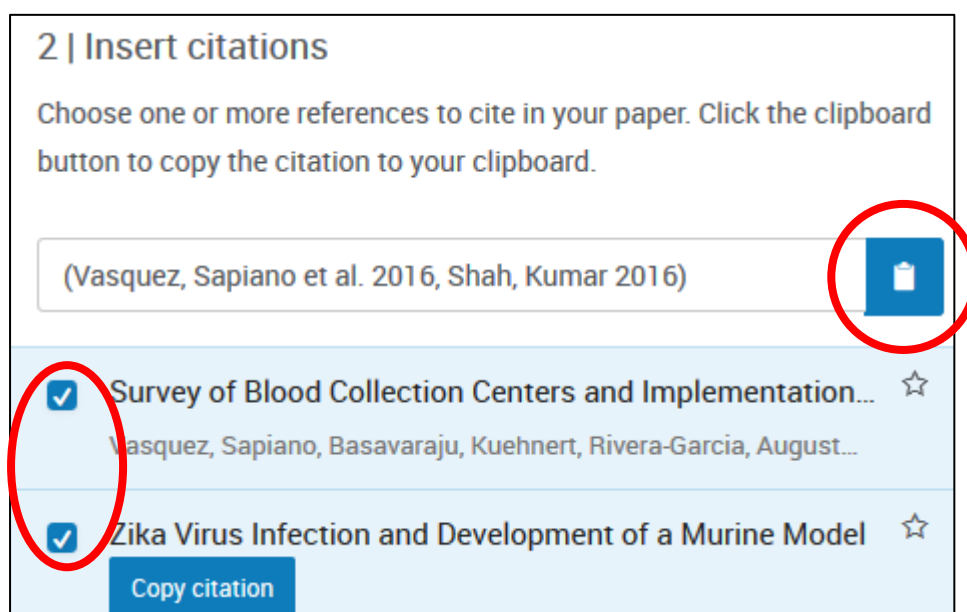 2 | Insert citations
Choose one or more references to cite in your paper. Click the clipboard
button to copy the citation to your clipboard.
(Vasquez, Sapiano et al. 2016, Shah, Kumar 2016)
Survey of Blood Collection Centers and Implementation...
Vasquez, Sapiano, Basavaraju, Kuehnert, Rivera-Garcia, August...
Zika Virus Infection and Development of a Murine Model
Copy citation